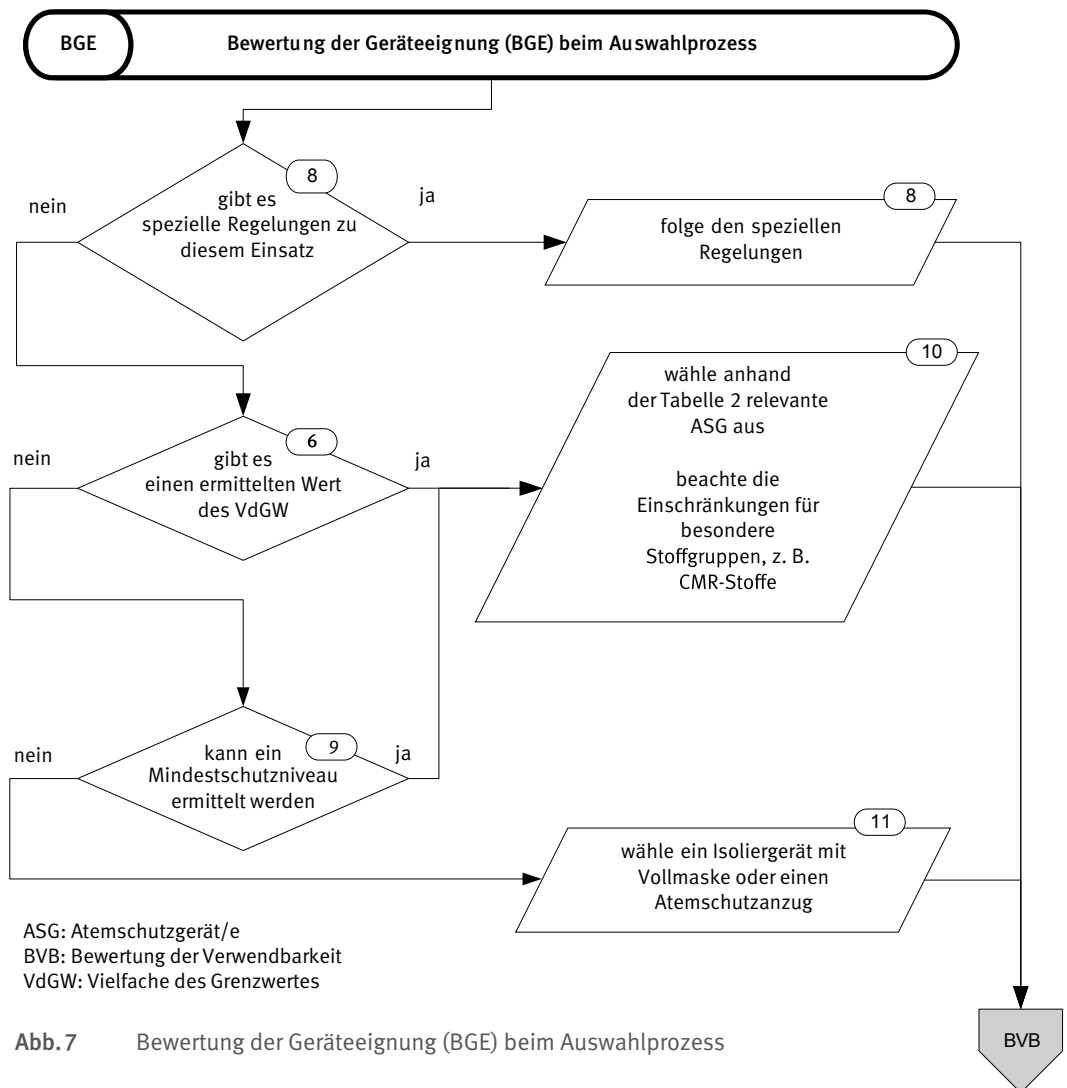 BGE
Bewertung der Geräteeignung (BGE) beim Auswahlprozess
8
gibt es
spezielle Regelungen zu
diesem Einsatz
nein
ja
8
folge den speziellen
Regelungen
6
gibt es
einen ermittelten Wert
des VdGW
nein
ja
10
wähle anhand
der Tabelle 2 relevante
ASG aus
beachte die
Einschränkungen für
besondere
Stoffgruppen, z. B.
CMR-Stoffe
9
kann ein
Mindestschutzniveau
ermittelt werden
nein
ja
11
wähle ein Isoliergerät mit
Vollmaske oder einen
Atemschutzanzug
ASG: Atemschutzgerät/e
BVB: Bewertung der Verwendbarkeit
VdGW: Vielfache des Grenzwertes
BVB
Abb. 7 Bewertung der Geräteeignung (BGE) beim Auswahlprozess